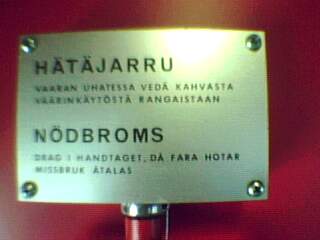 HÄTÄJARRU
VAARAN UHATESSA VEDÄ KAHVASTA
VÄÄRINKÄYTÖSTÄ RANGAISTAAN
NÖDBROMS
DRAG I HANDTAGET, DÅ FARA HOTAR
MISSBRUK ÅTALAS